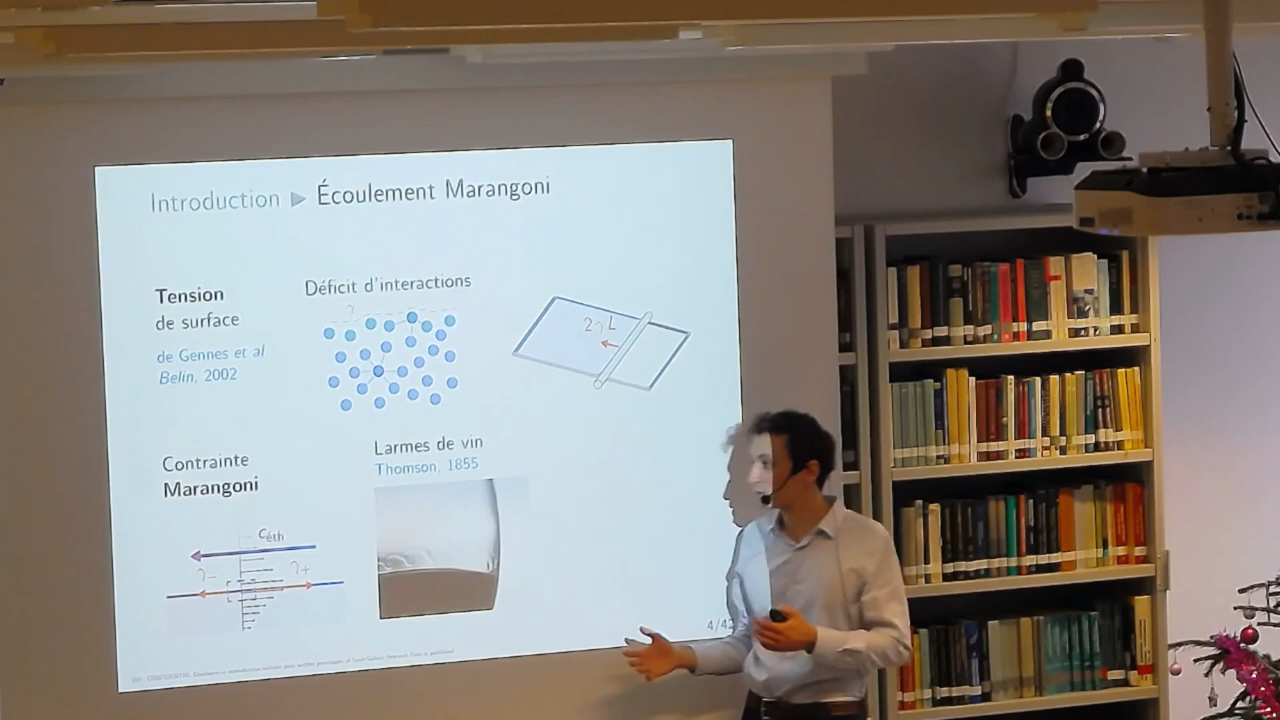 Introduction ▶ Écoulement Marangoni
Tension
de surface
de Gennes et al
Belin, 2002
Déficit d'interactions
γ
2γL
Contrainte
Marangoni
Larmes de vin
Thomson, 1855
céth
γ-
γ+
4/42